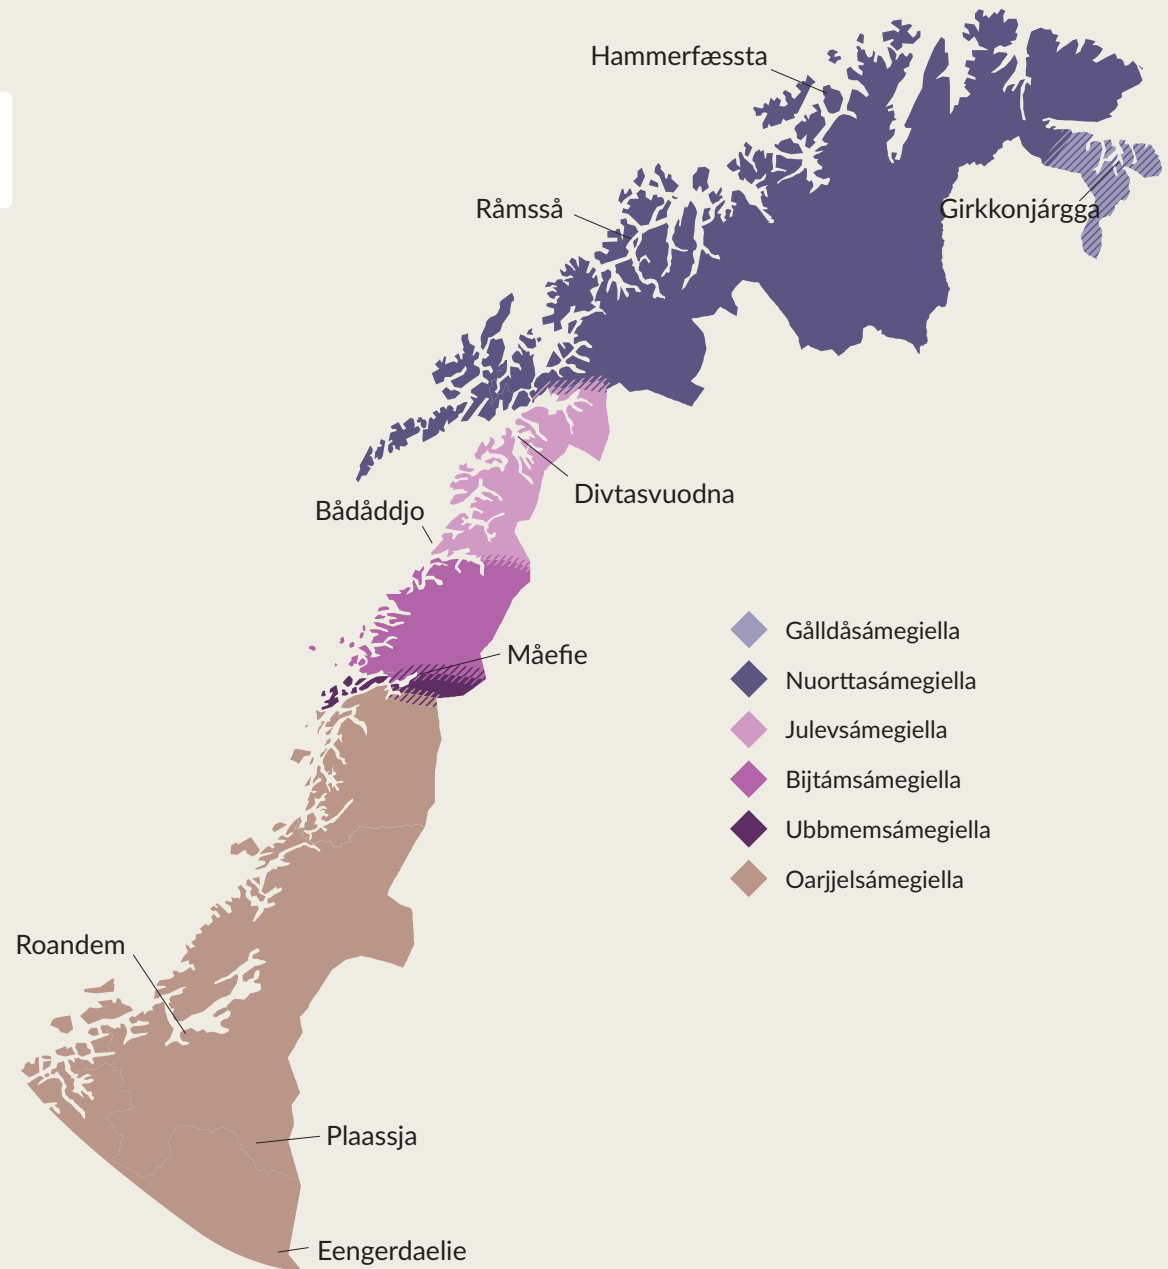 Hammerfæssta
Råmsså
Girkkonjárgga
Divtasvuodna
Bådåddjo
Måefie
Gålldåsámegiella
Nuorttasámegiella
Julevsámegiella
Bijtámsámegiella
Ubbmemsámegiella
Oarjjelsámegiella
Roandem
Plaassja
Eengerdaelie